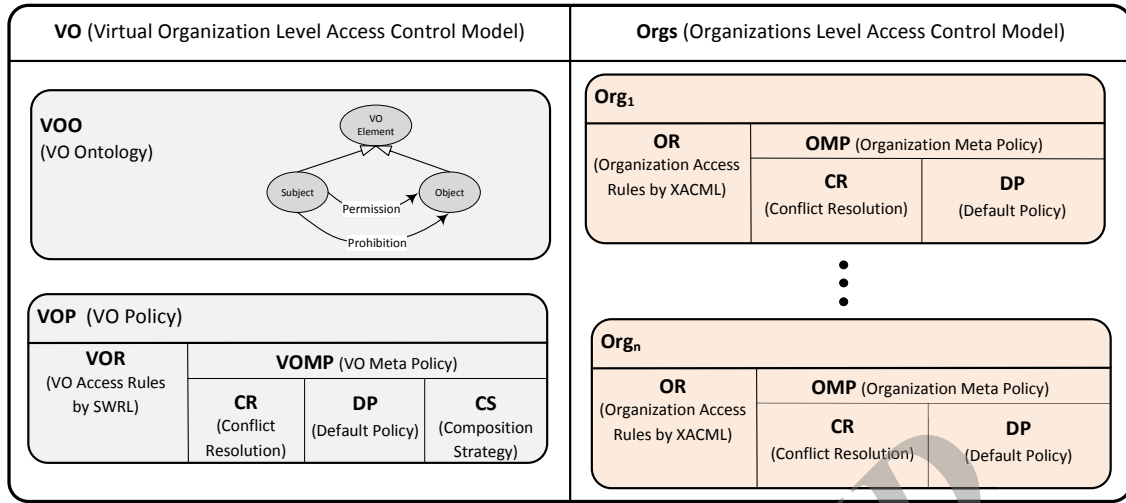 VO (Virtual Organization Level Access Control Model)
Orgs (Organizations Level Access Control Model)
VOO
(VO Ontology)
VO
Element
Subject
Object
Permission
Prohibition
VOP (VO Policy)
VOR
(VO Access Rules
by SWRL)
VOMP (VO Meta Policy)
CR
(Conflict
Resolution)
DP
(Default Policy)
CS
(Composition
Strategy)
Org₁
OR
(Organization Access
Rules by XACML)
OMP (Organization Meta Policy)
CR
(Conflict Resolution)
DP
(Default Policy)
Orgₙ
OR
(Organization Access
Rules by XACML)
OMP (Organization Meta Policy)
CR
(Conflict Resolution)
DP
(Default Policy)